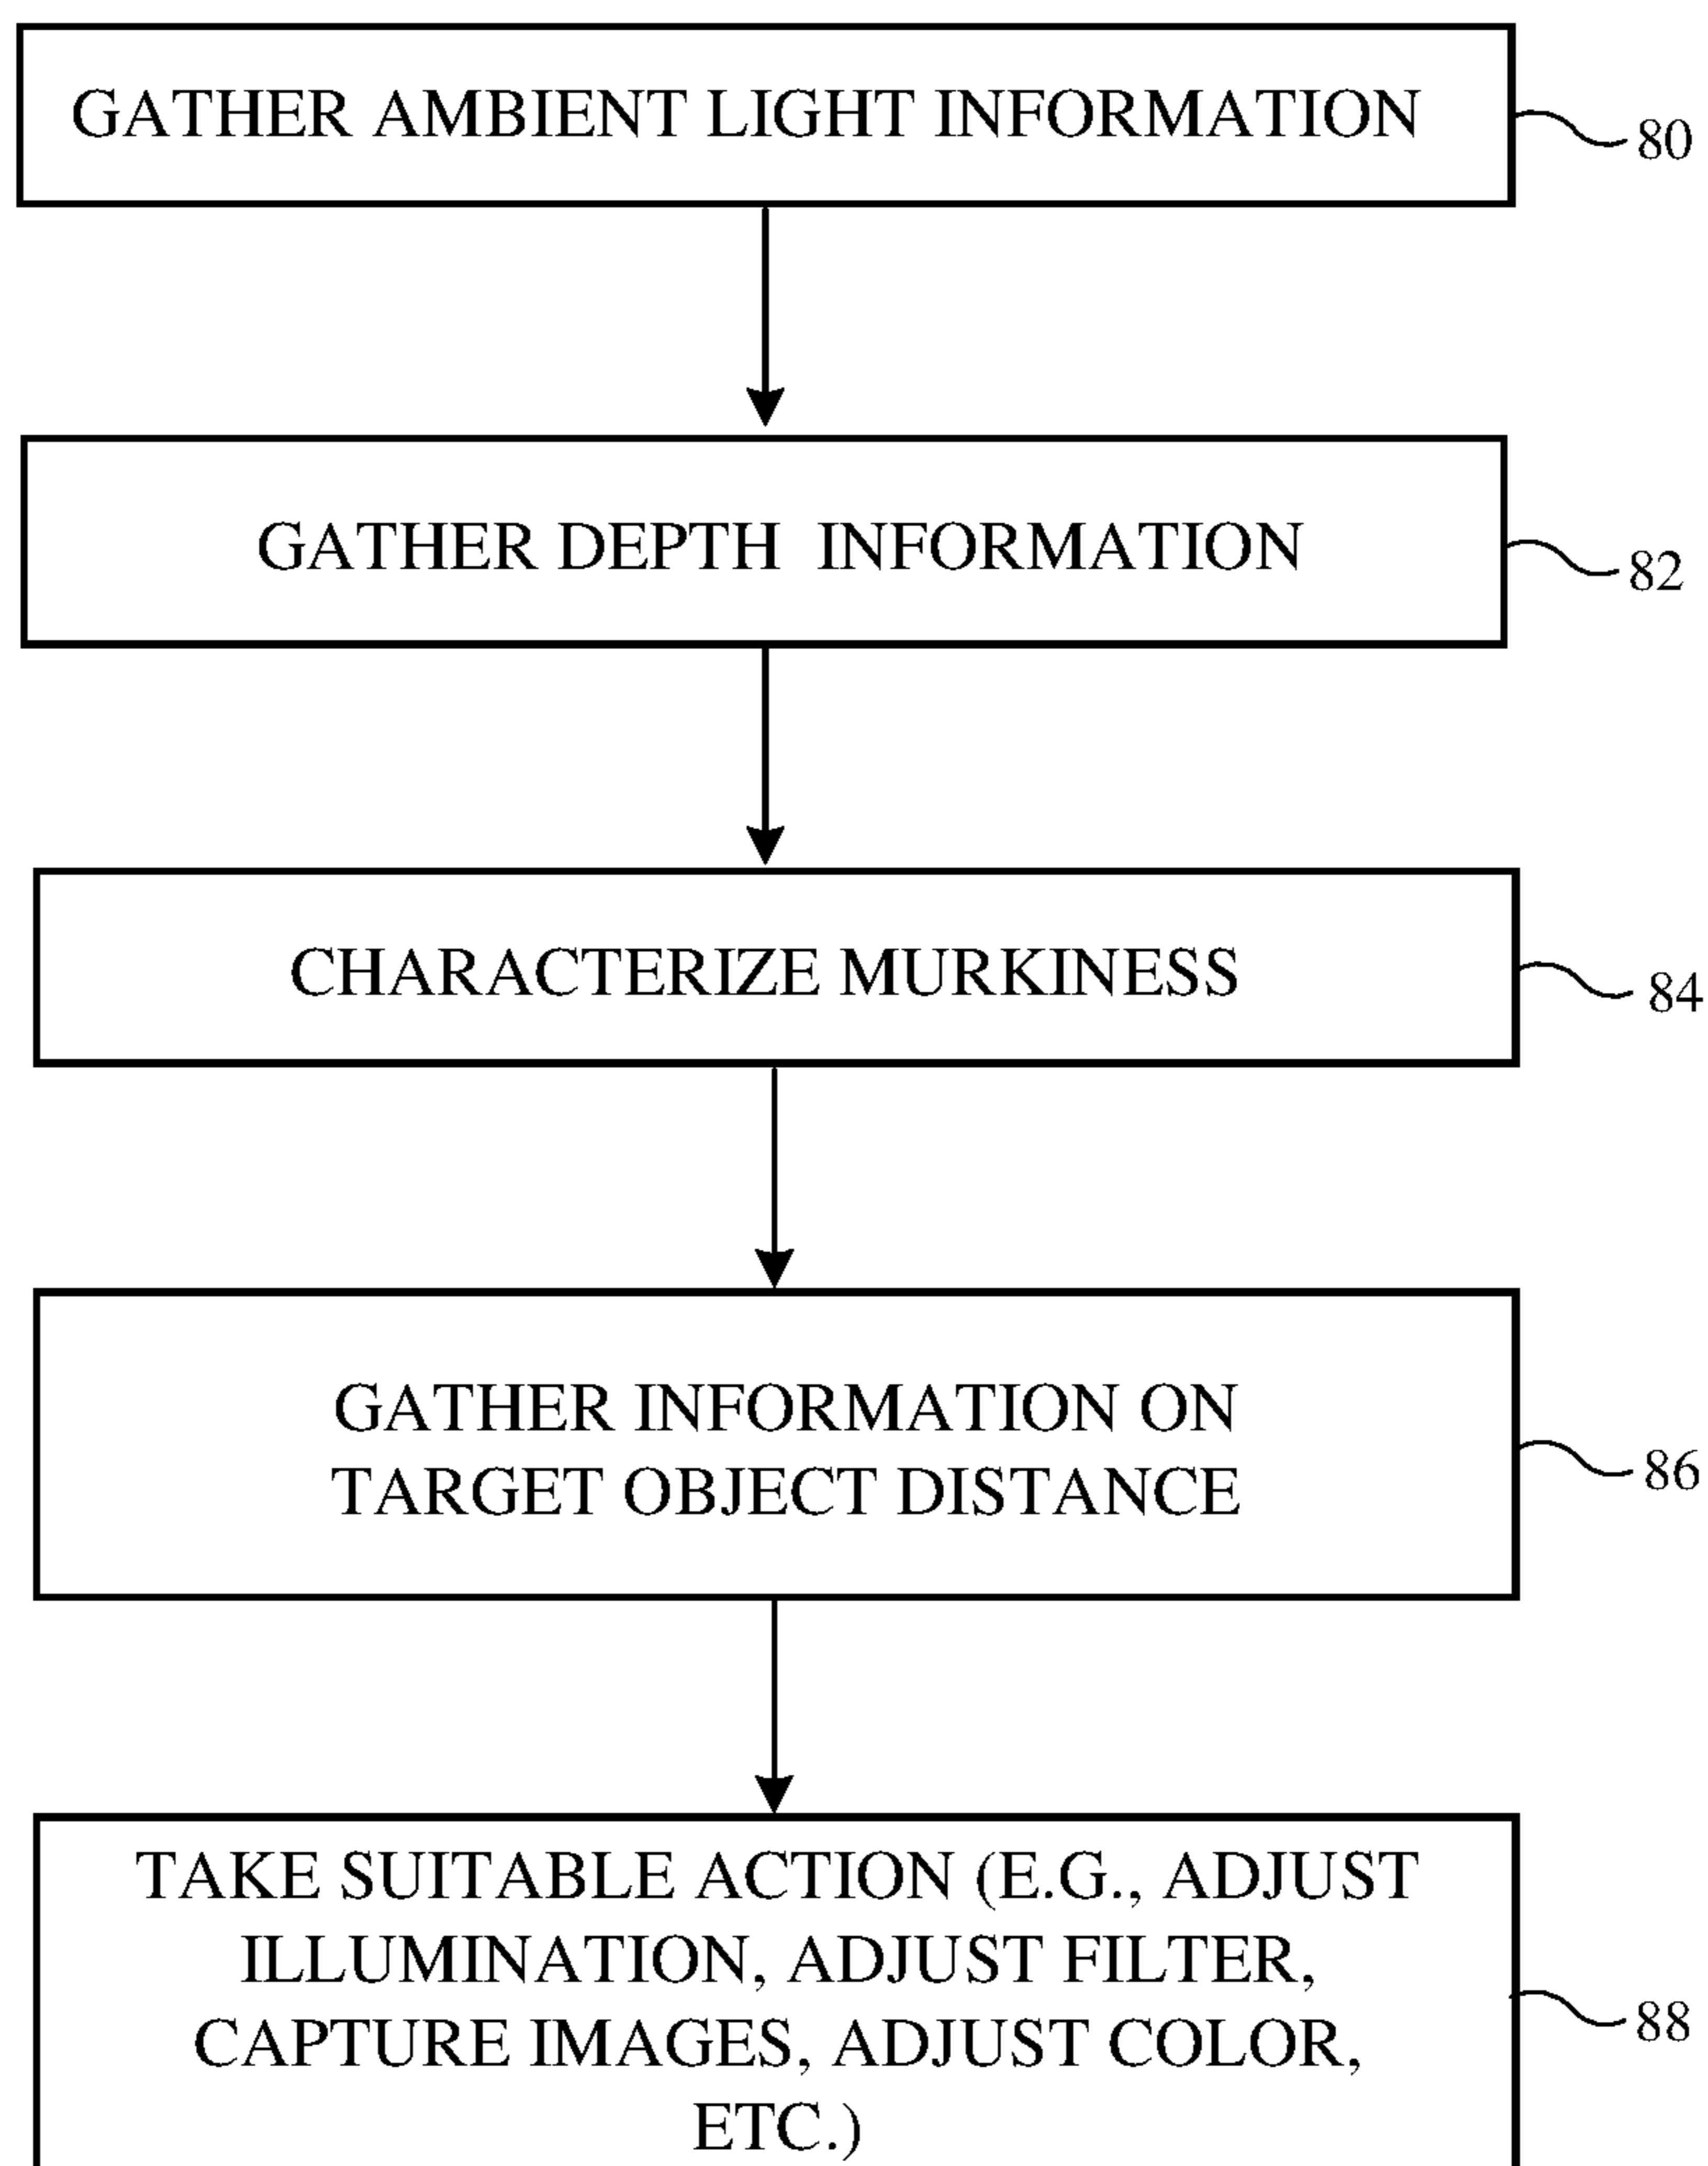 GATHER AMBIENT LIGHT INFORMATION
80
GATHER DEPTH INFORMATION
82
CHARACTERIZE MURKINESS
84
GATHER INFORMATION ON
TARGET OBJECT DISTANCE
86
TAKE SUITABLE ACTION (E.G., ADJUST
ILLUMINATION, ADJUST FILTER,
CAPTURE IMAGES, ADJUST COLOR,
ETC.)
88